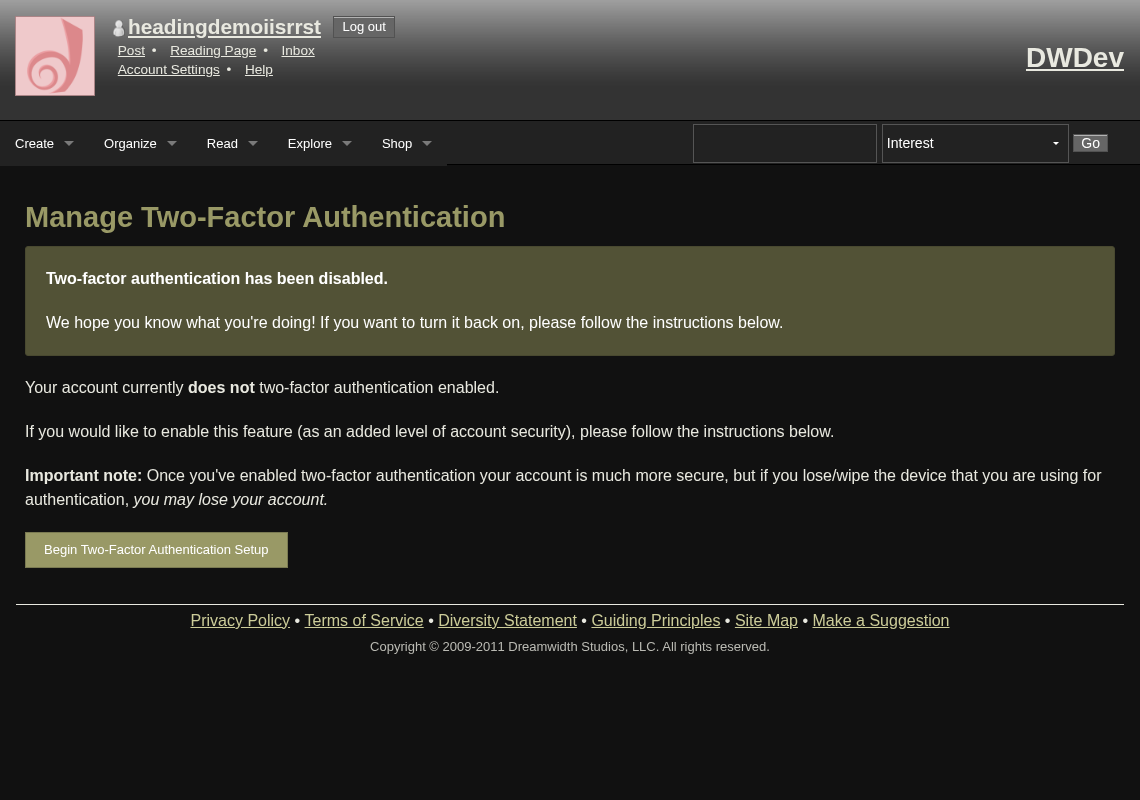 headingdemoiisrrst Log out
Post • Reading Page • Inbox
Account Settings • Help
DWDev
Create Organize Read Explore Shop Interest Go
Manage Two-Factor Authentication
Two-factor authentication has been disabled.
We hope you know what you're doing! If you want to turn it back on, please follow the instructions below.
Your account currently does not two-factor authentication enabled.
If you would like to enable this feature (as an added level of account security), please follow the instructions below.
Important note: Once you've enabled two-factor authentication your account is much more secure, but if you lose/wipe the device that you are using for
authentication, you may lose your account.
Begin Two-Factor Authentication Setup
Privacy Policy • Terms of Service • Diversity Statement • Guiding Principles • Site Map • Make a Suggestion
Copyright © 2009-2011 Dreamwidth Studios, LLC. All rights reserved.